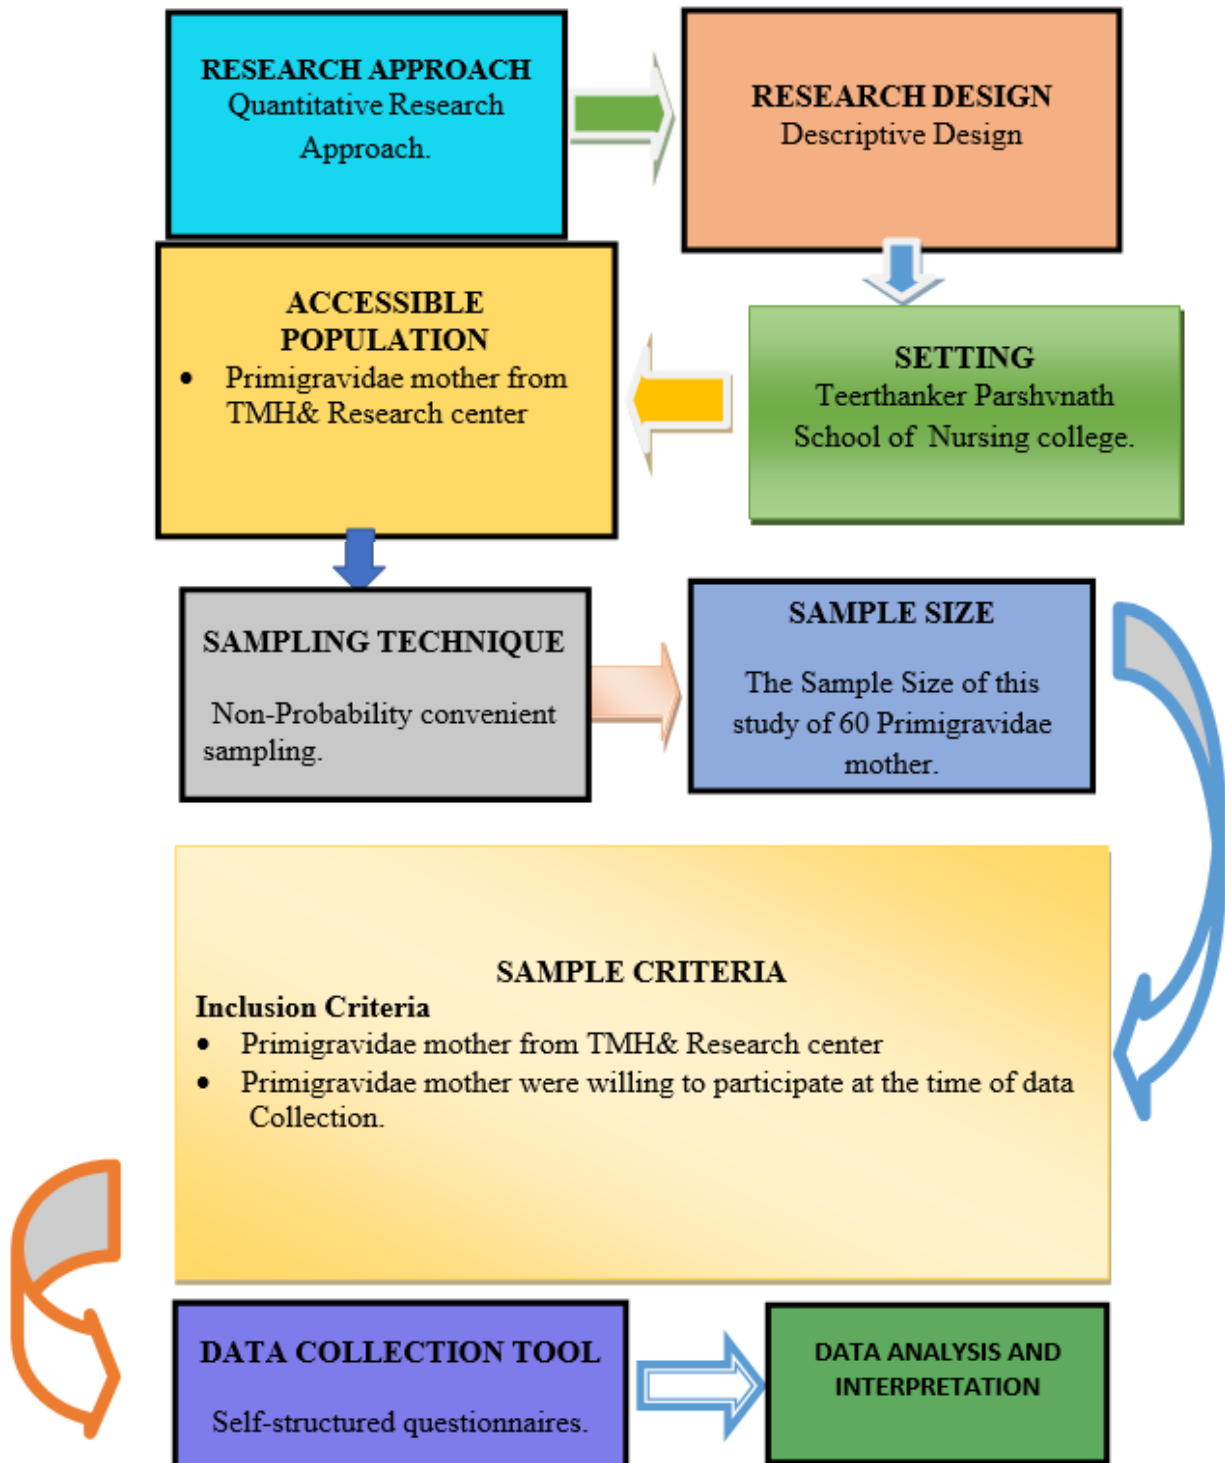 RESEARCH APPROACH
Quantitative Research
Approach.
RESEARCH DESIGN
Descriptive Design
SETTING
Teerthanker Parshvnath
School of Nursing college.
ACCESSIBLE
POPULATION
• Primigravidae mother from
TMH& Research center
SAMPLING TECHNIQUE
Non-Probability convenient
sampling.
SAMPLE SIZE
The Sample Size of this
study of 60 Primigravidae
mother.
SAMPLE CRITERIA
Inclusion Criteria
• Primigravidae mother from TMH& Research center
• Primigravidae mother were willing to participate at the time of data
Collection.
DATA COLLECTION TOOL
Self-structured questionnaires.
DATA ANALYSIS AND
INTERPRETATION